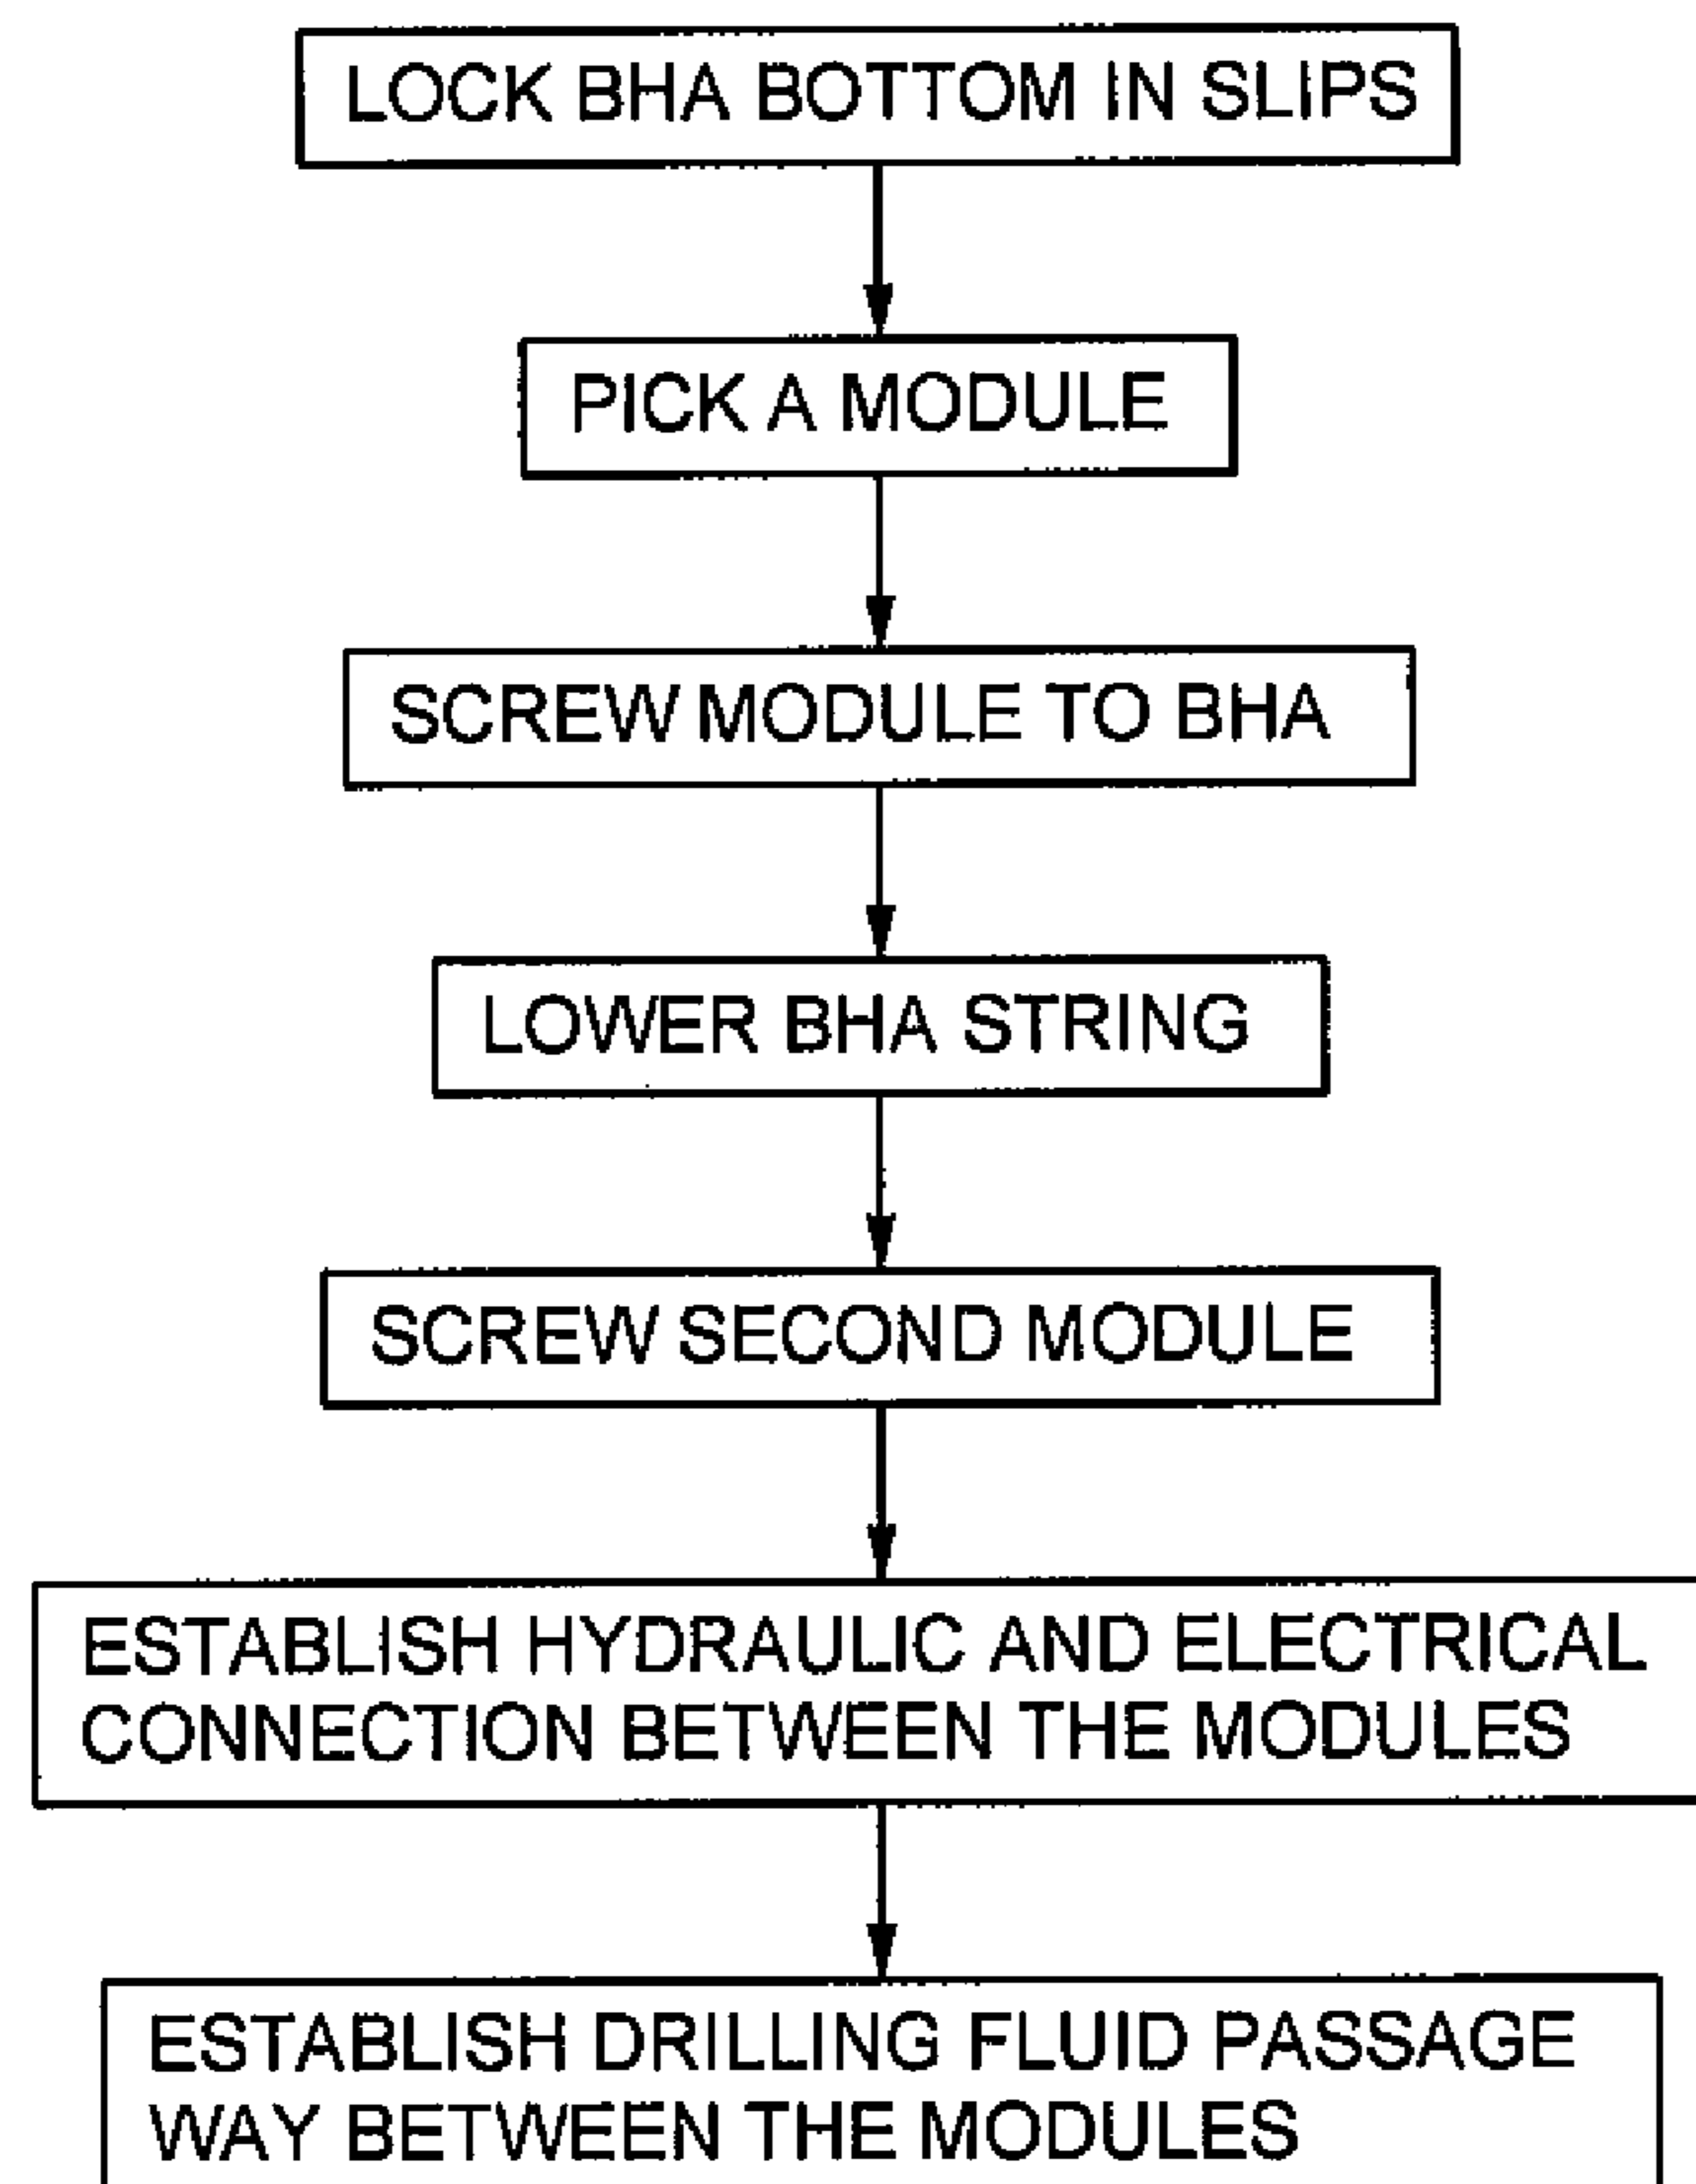 LOCK BHA BOTTOM IN SLIPS
PICK A MODULE
SCREW MODULE TO BHA
LOWER BHA STRING
SCREW SECOND MODULE
ESTABLISH HYDRAULIC AND ELECTRICAL
CONNECTION BETWEEN THE MODULES
ESTABLISH DRILLING FLUID PASSAGE
WAY BETWEEN THE MODULES